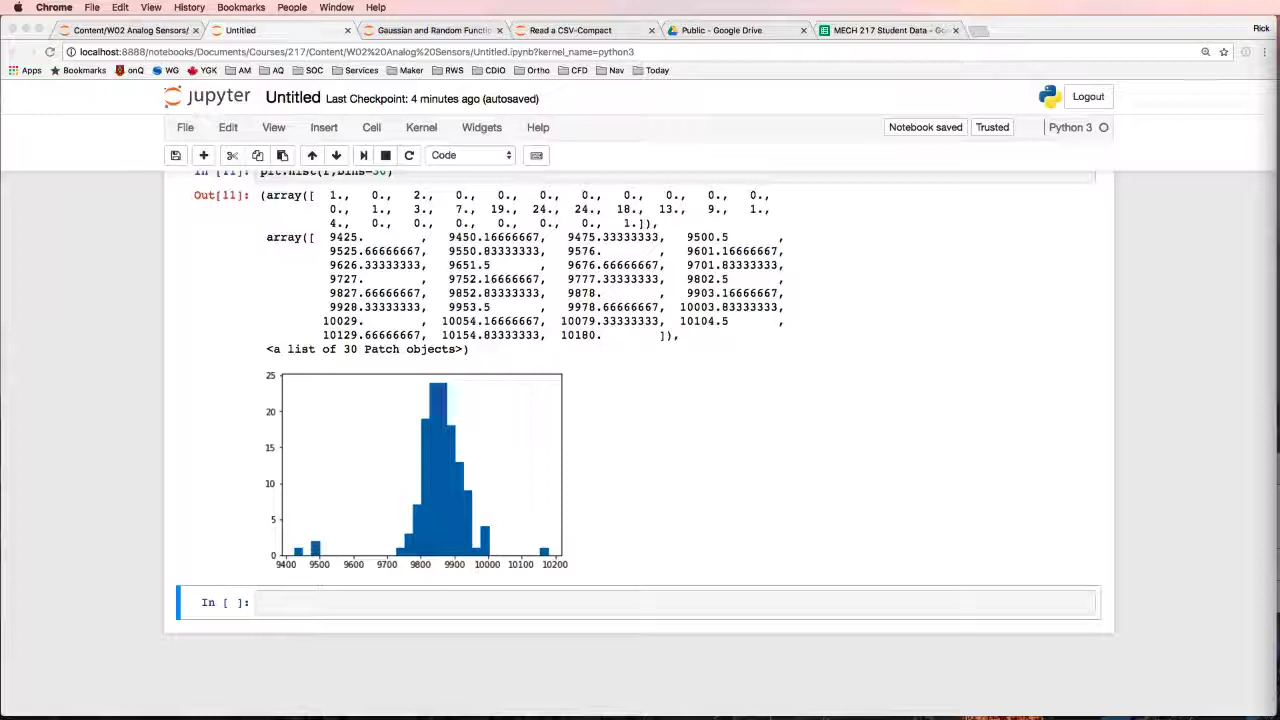 Chrome File Edit View History Bookmarks People Window Help
Content/W02 Analog Sensors/ × Untitled × Gaussian and Random Functio × Read a CSV-Compact × Public - Google Drive × MECH 217 Student Data - Go × Rick
localhost:8888/notebooks/Documents/Courses/217/Content/W02%20Analog%20Sensors/Untitled.ipynb?kernel_name=python3
Apps Bookmarks onQ WG YGK AM AQ SOC Services Maker RWS CDIO Ortho CFD Nav Today
jupyter Untitled Last Checkpoint: 4 minutes ago (autosaved) Logout
File Edit View Insert Cell Kernel Widgets Help Notebook saved Trusted Python 3
Code
In [11]: plt.hist(r,bins=30)
Out[11]: (array([ 1., 0., 2., 0., 0., 0., 0., 0., 0., 0., 0.,
0., 1., 3., 7., 19., 24., 24., 18., 13., 9., 1.,
4., 0., 0., 0., 0., 0., 0., 1.]),
array([ 9425. , 9450.16666667, 9475.33333333, 9500.5 ,
9525.66666667, 9550.83333333, 9576. , 9601.16666667,
9626.33333333, 9651.5 , 9676.66666667, 9701.83333333,
9727. , 9752.16666667, 9777.33333333, 9802.5 ,
9827.66666667, 9852.83333333, 9878. , 9903.16666667,
9928.33333333, 9953.5 , 9978.66666667, 10003.83333333,
10029. , 10054.16666667, 10079.33333333, 10104.5 ,
10129.66666667, 10154.83333333, 10180. ]),
<a list of 30 Patch objects>)
25
20
15
10
5
0
9400 9500 9600 9700 9800 9900 10000 10100 10200
In [ ]: